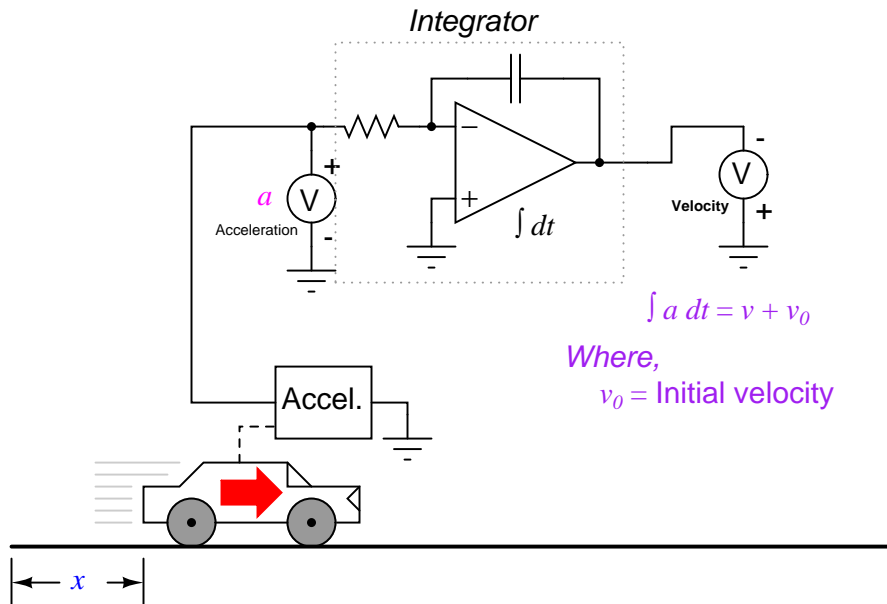 Integrator
+
a
V
Acceleration
-
−
+
∫ dt
-
V
Velocity
+
∫ a dt = v + v0
Where,
v0 = Initial velocity
Accel.
x